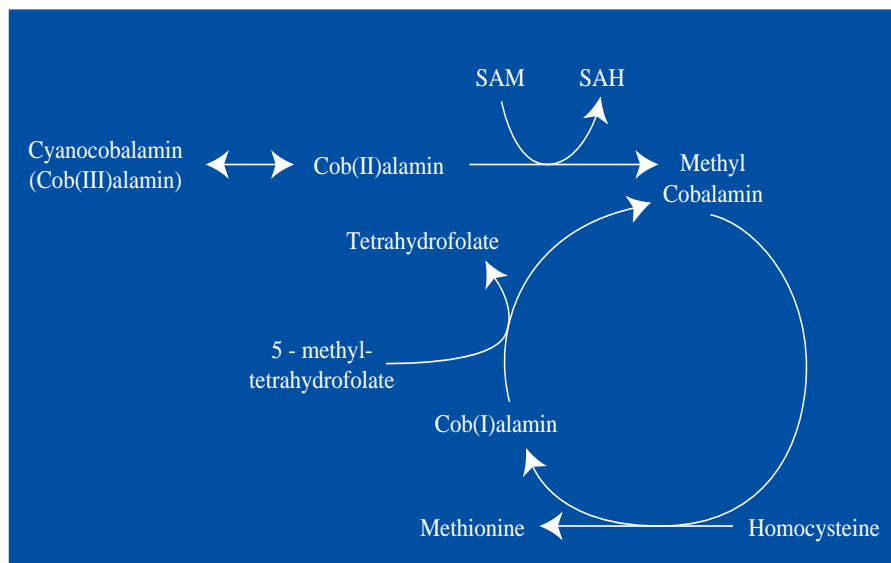 SAM
SAH
Cyanocobalamin
(Cob(III)alamin)
Cob(II)alamin
Methyl
Cobalamin
Tetrahydrofolate
5 - methyl-
tetrahydrofolate
Cob(I)alamin
Methionine
Homocysteine